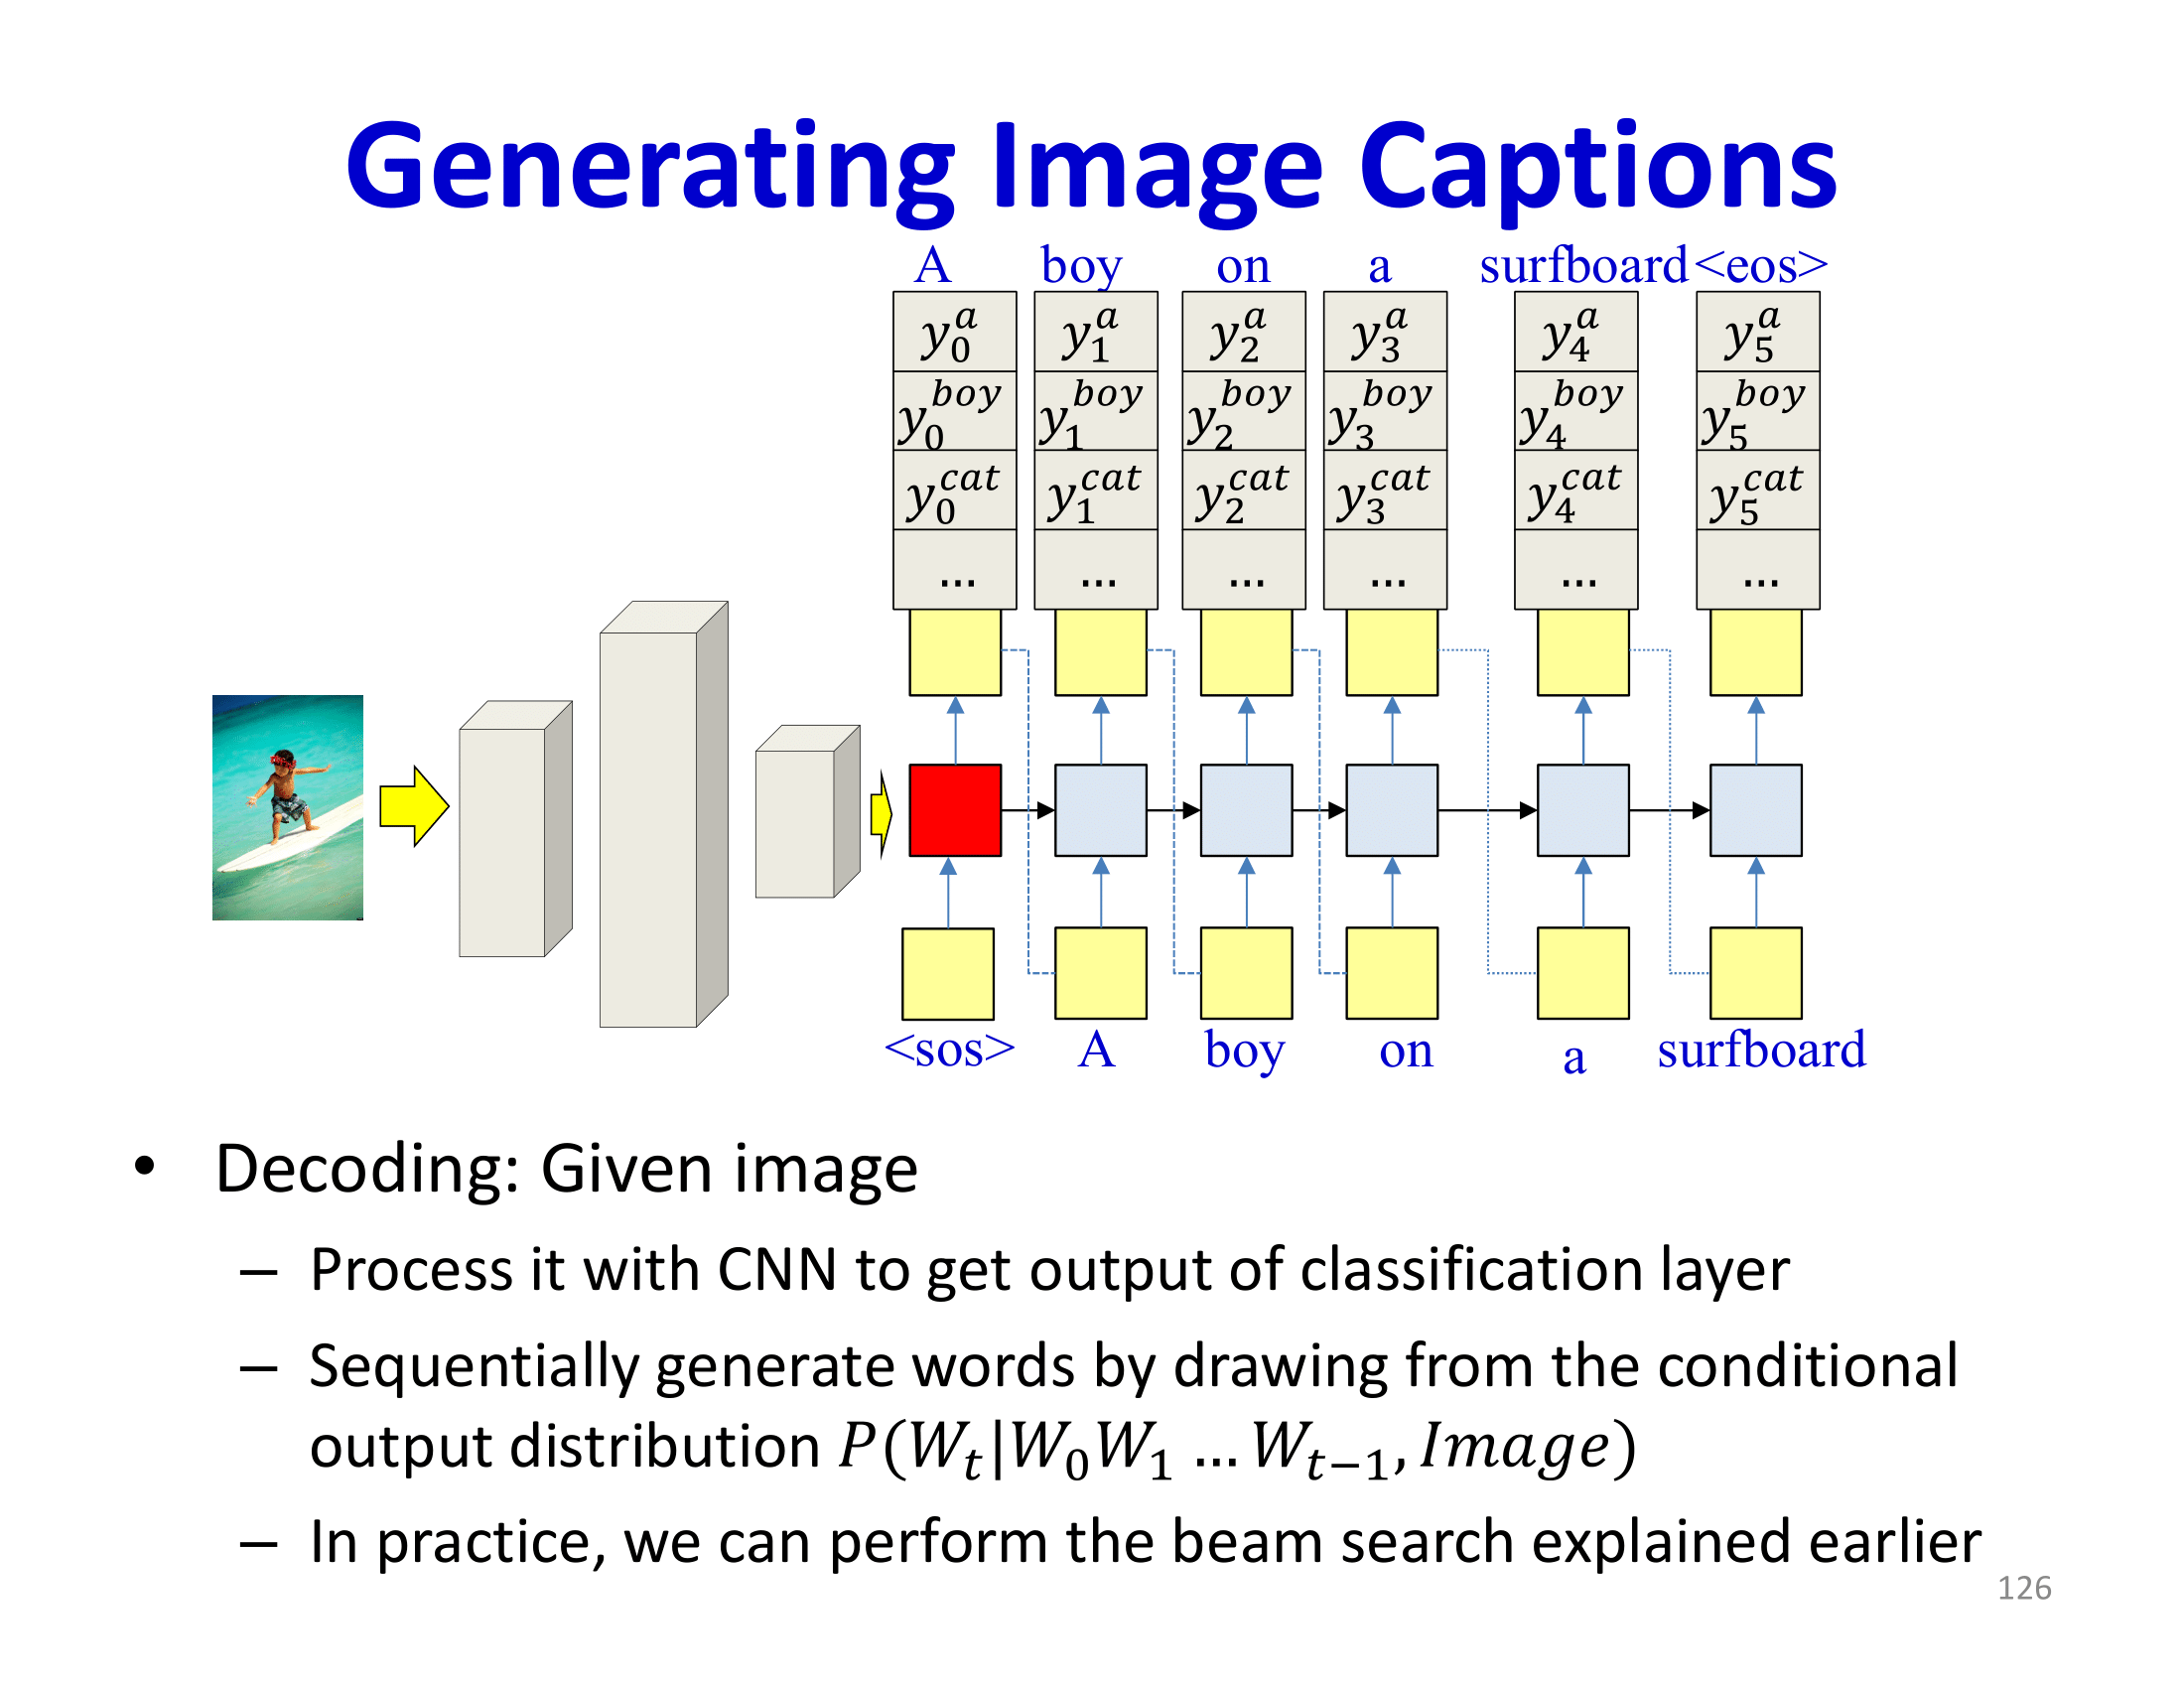 Generating Image Captions
A boy on a surfboard <eos>
y_0^a y_1^a y_2^a y_3^a y_4^a y_5^a
y_0^boy y_1^boy y_2^boy y_3^boy y_4^boy y_5^boy
y_0^cat y_1^cat y_2^cat y_3^cat y_4^cat y_5^cat
... ... ... ... ... ...
<sos> A boy on a surfboard
• Decoding: Given image
– Process it with CNN to get output of classification layer
– Sequentially generate words by drawing from the conditional
output distribution P(W_t|W_0W_1 ... W_{t−1}, Image)
– In practice, we can perform the beam search explained earlier
126